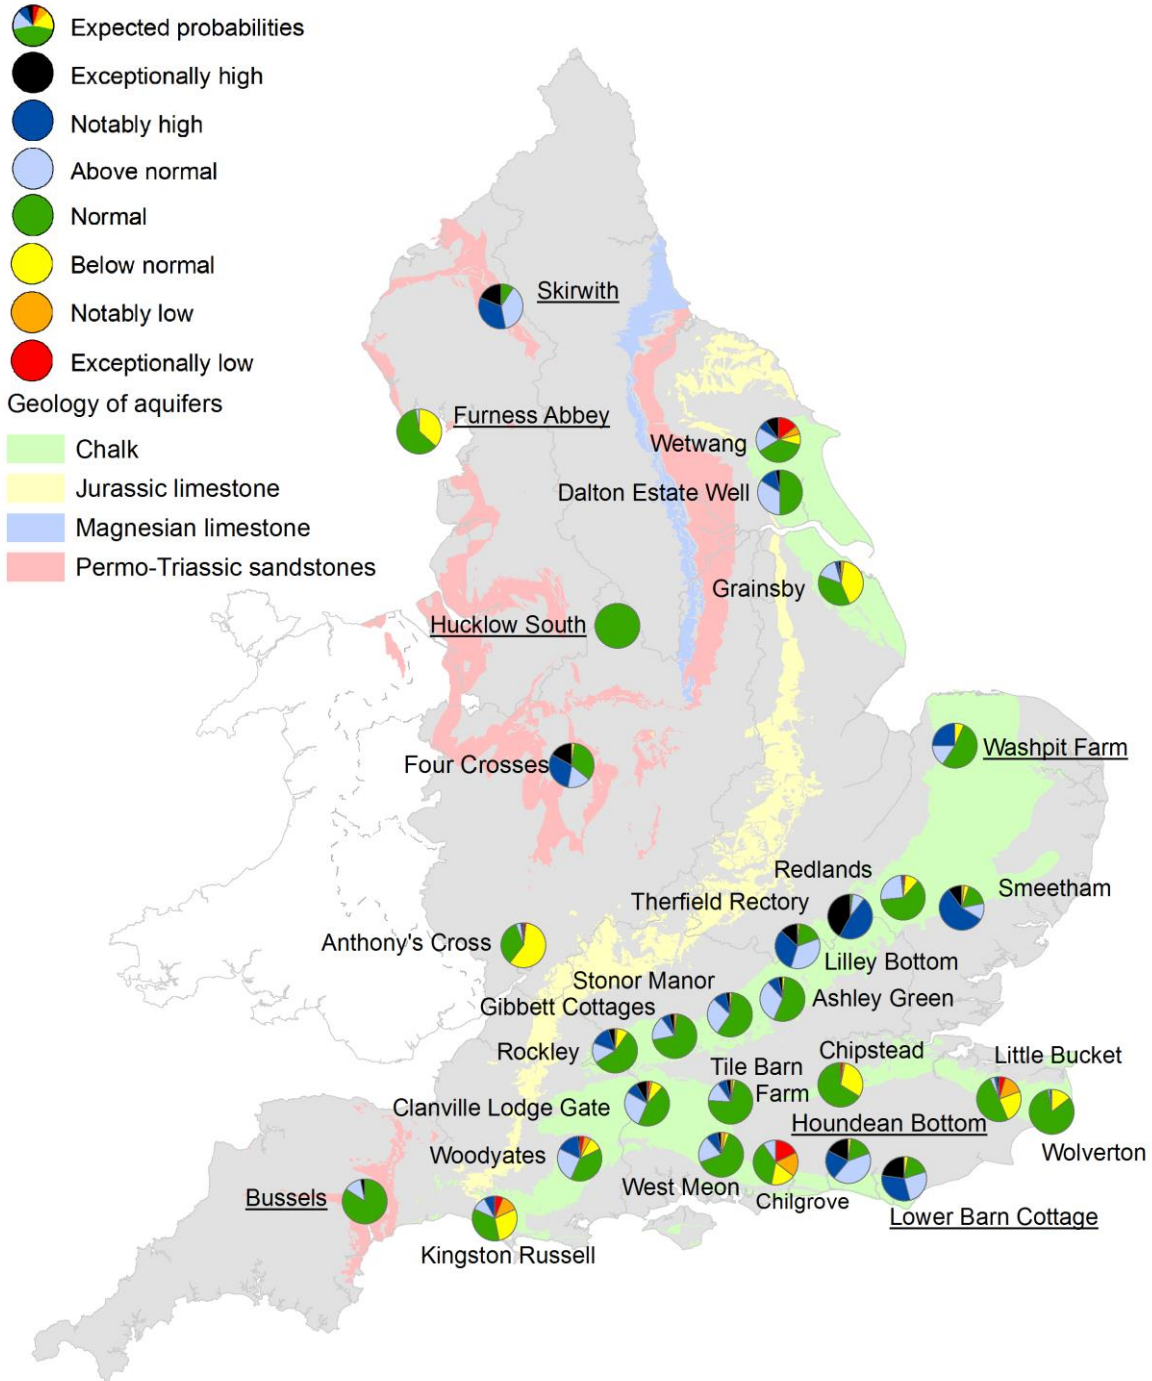 Expected probabilities
Exceptionally high
Notably high
Above normal
Normal
Below normal
Notably low
Exceptionally low
Geology of aquifers
Chalk
Jurassic limestone
Magnesian limestone
Permo-Triassic sandstones
Skirwith
Furness Abbey
Wetwang
Dalton Estate Well
Grainsby
Hucklow South
Washpit Farm
Four Crosses
Redlands
Smeetham
Therfield Rectory
Anthony's Cross
Lilley Bottom
Stonor Manor
Ashley Green
Gibbett Cottages
Rockley
Chipstead
Little Bucket
Tile Barn
Farm
Clanville Lodge Gate
Houndean Bottom
Wolverton
Woodyates
West Meon
Chilgrove
Bussels
Lower Barn Cottage
Kingston Russell